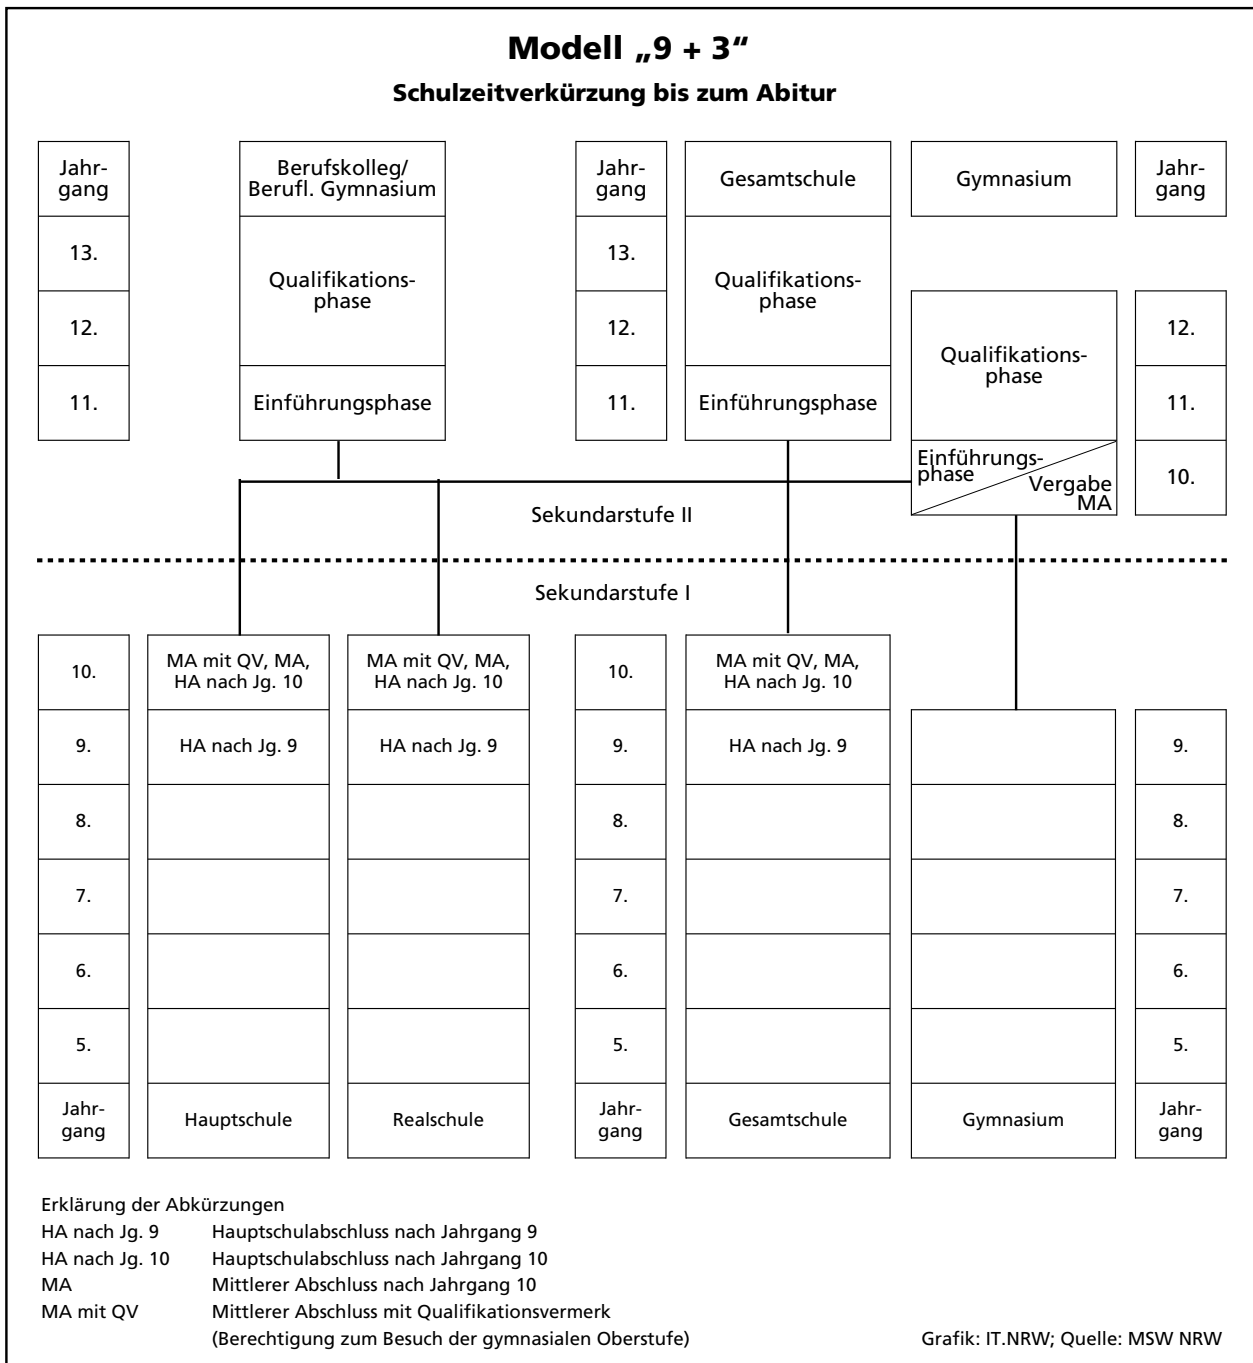 Modell „9 + 3“
Schulzeitverkürzung bis zum Abitur
Jahr-
gang
Berufskolleg/
Berufl. Gymnasium
Jahr-
gang
Gesamtschule
Gymnasium
Jahr-
gang
13.
13.
Qualifikations-
phase
Qualifikations-
phase
12.
12.
12.
Qualifikations-
phase
11.
Einführungsphase
11.
Einführungsphase
11.
Einführungs-
phase
Vergabe
MA
10.
Sekundarstufe II
Sekundarstufe I
10.
MA mit QV, MA,
HA nach Jg. 10
MA mit QV, MA,
HA nach Jg. 10
10.
MA mit QV, MA,
HA nach Jg. 10
9.
HA nach Jg. 9
HA nach Jg. 9
9.
HA nach Jg. 9
9.
8.
8.
8.
7.
7.
7.
6.
6.
6.
5.
5.
5.
Jahr-
gang
Hauptschule
Realschule
Jahr-
gang
Gesamtschule
Gymnasium
Jahr-
gang
Erklärung der Abkürzungen
HA nach Jg. 9 Hauptschulabschluss nach Jahrgang 9
HA nach Jg. 10 Hauptschulabschluss nach Jahrgang 10
MA Mittlerer Abschluss nach Jahrgang 10
MA mit QV Mittlerer Abschluss mit Qualifikationsvermerk
(Berechtigung zum Besuch der gymnasialen Oberstufe)
Grafik: IT.NRW; Quelle: MSW NRW